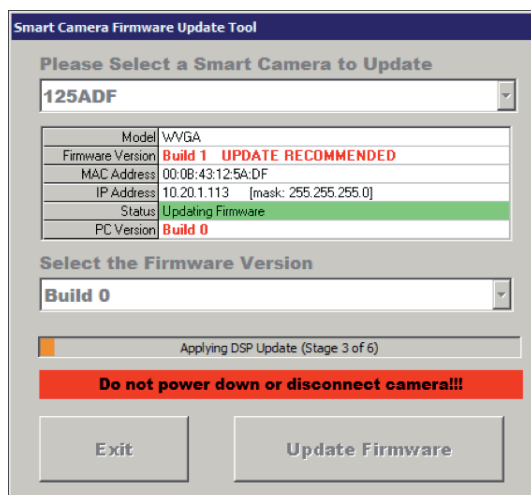 Smart Camera Firmware Update Tool
Please Select a Smart Camera to Update
125ADF
Model WVGA
Firmware Version Build 1 UPDATE RECOMMENDED
MAC Address 00:0B:43:12:5A:DF
IP Address 10.20.1.113 [mask: 255.255.255.0]
Status Updating Firmware
PC Version Build 0
Select the Firmware Version
Build 0
Applying DSP Update (Stage 3 of 6)
Do not power down or disconnect camera!!!
Exit Update Firmware